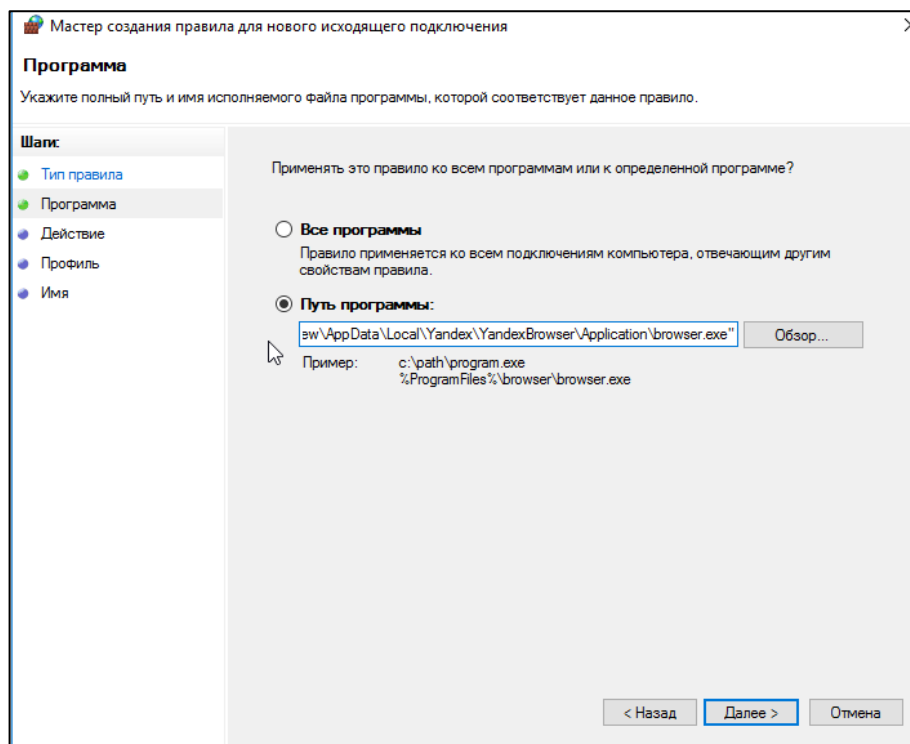 Мастер создания правила для нового исходящего подключения
Программа
Укажите полный путь и имя исполняемого файла программы, которой соответствует данное правило.
Шаги:
Тип правила
Программа
Действие
Профиль
Имя
Применять это правило ко всем программам или к определенной программе?
Все программы
Правило применяется ко всем подключениям компьютера, отвечающим другим
свойствам правила.
Путь программы:
ew\AppData\Local\Yandex\YandexBrowser\Application\browser.exe"
Обзор...
Пример:
c:\path\program.exe
%ProgramFiles%\browser\browser.exe
< Назад
Далее >
Отмена